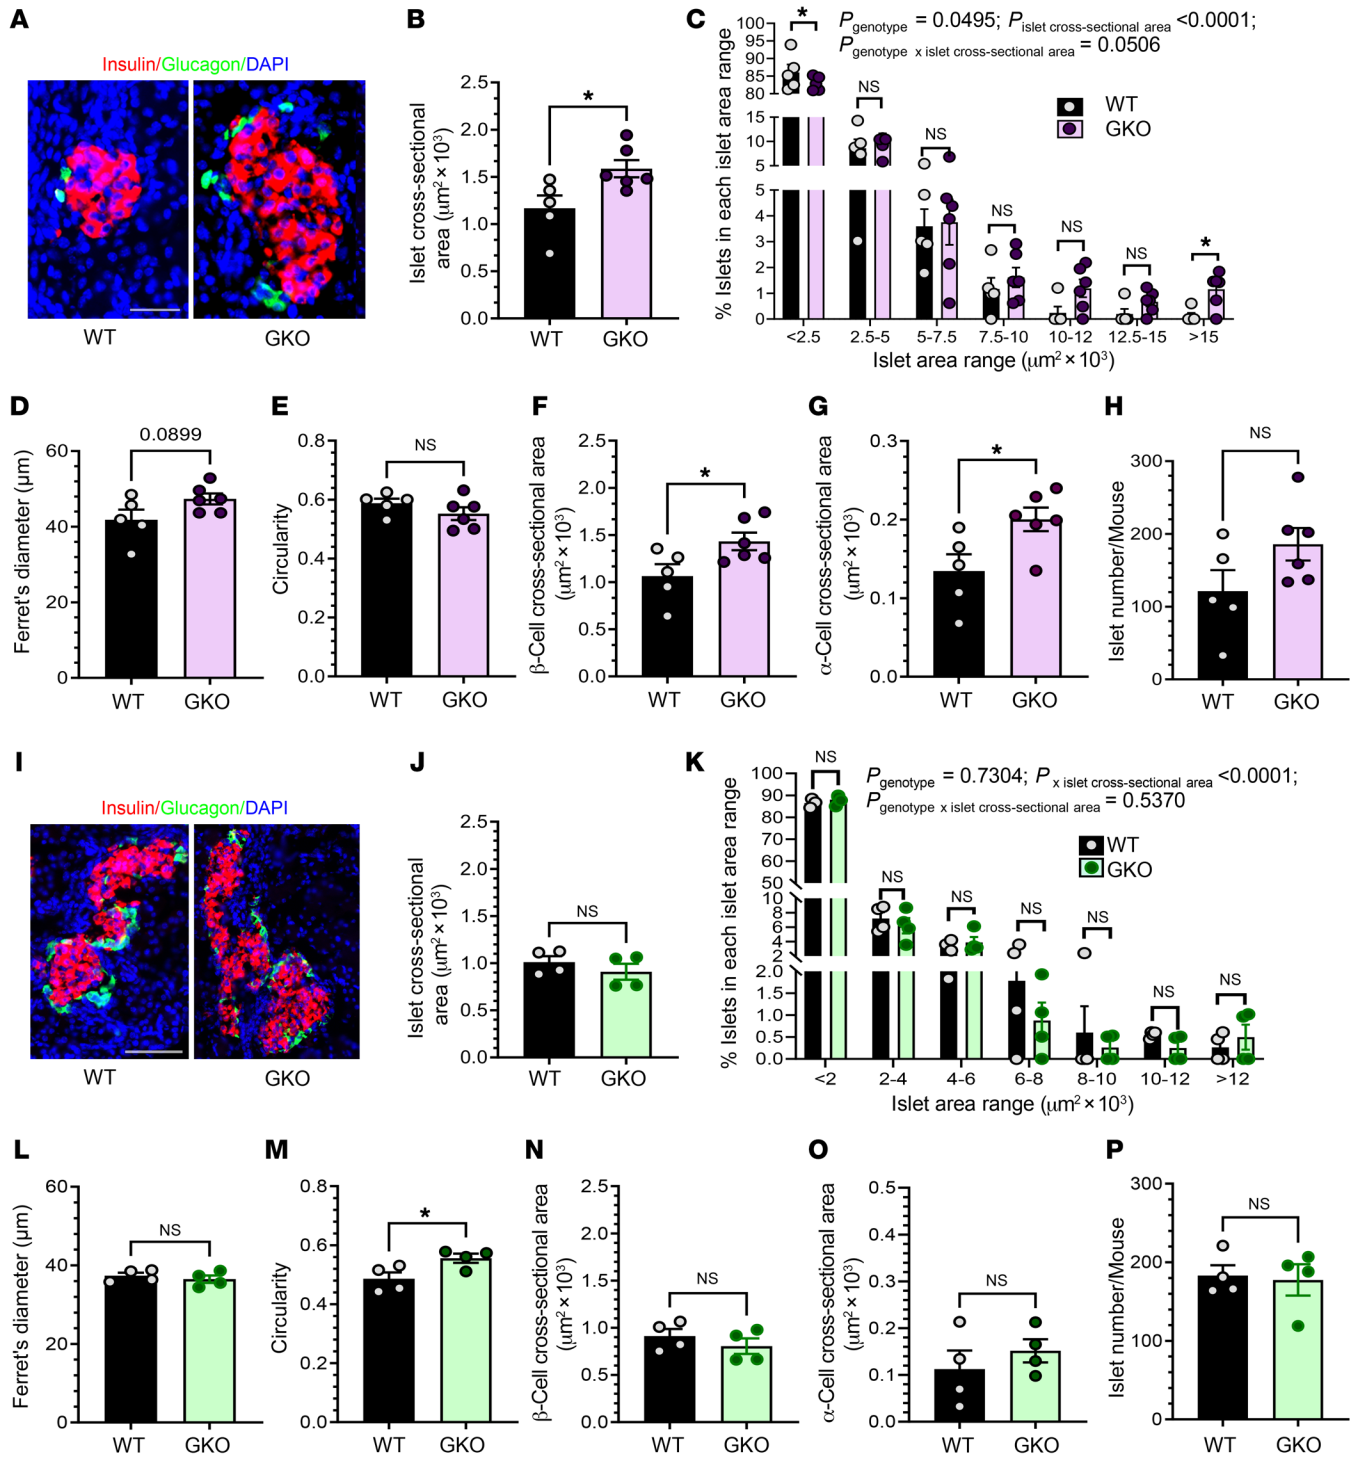 A
Insulin/Glucagon/DAPI
WT
GKO
B
Islet cross-sectional
area (μm² × 10³)
2.5
2.0
1.5
1.0
0.5
0.0
*
WT
GKO
C
P genotype = 0.0495; P islet cross-sectional area <0.0001;
P genotype x islet cross-sectional area = 0.0506
% Islets in each islet area range
100
95
90
85
80
15
10
5
5
4
3
2
1
0
*
NS
NS
NS
NS
NS
*
WT
GKO
<2.5
2.5-5
5-7.5
7.5-10
10-12
12.5-15
>15
Islet area range (μm² × 10³)
D
Ferret's diameter (μm)
60
40
20
0
0.0899
WT
GKO
E
Circularity
0.8
0.6
0.4
0.2
0.0
NS
WT
GKO
F
β-Cell cross-sectional area
(μm² × 10³)
2.5
2.0
1.5
1.0
0.5
0.0
*
WT
GKO
G
α-Cell cross-sectional area
(μm² × 10³)
0.3
0.2
0.1
0.0
*
WT
GKO
H
Islet number/Mouse
300
200
100
0
NS
WT
GKO
I
Insulin/Glucagon/DAPI
WT
GKO
J
Islet cross-sectional
area (μm² × 10³)
2.5
2.0
1.5
1.0
0.5
0.0
NS
WT
GKO
K
P genotype = 0.7304; P x islet cross-sectional area <0.0001;
P genotype x islet cross-sectional area = 0.5370
% Islets in each islet area range
100
90
80
70
60
50
10
8
6
4
2
2.0
1.5
1.0
0.5
0.0
NS
NS
NS
NS
NS
NS
NS
WT
GKO
<2
2-4
4-6
6-8
8-10
10-12
>12
Islet area range (μm² × 10³)
L
Ferret's diameter (μm)
60
40
20
0
NS
WT
GKO
M
Circularity
0.8
0.6
0.4
0.2
0.0
*
WT
GKO
N
β-Cell cross-sectional area
(μm² × 10³)
2.5
2.0
1.5
1.0
0.5
0.0
NS
WT
GKO
O
α-Cell cross-sectional area
(μm² × 10³)
0.5
0.4
0.3
0.2
0.1
0.0
NS
WT
GKO
P
Islet number/Mouse
300
200
100
0
NS
WT
GKO